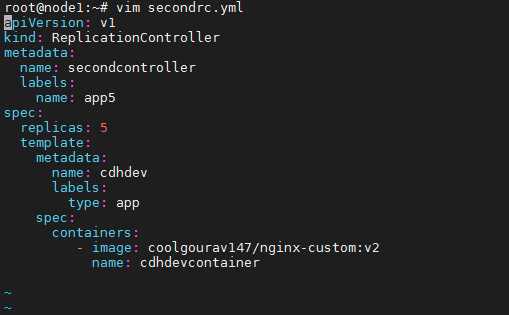 root@node1:~# vim secondrc.yml
apiVersion: v1
kind: ReplicationController
metadata:
  name: secondcontroller
  labels:
    name: app5
spec:
  replicas: 5
  template:
    metadata:
      name: cdhdev
      labels:
        type: app
    spec:
      containers:
         - image: coolgourav147/nginx-custom:v2
           name: cdhdevcontainer
~
~